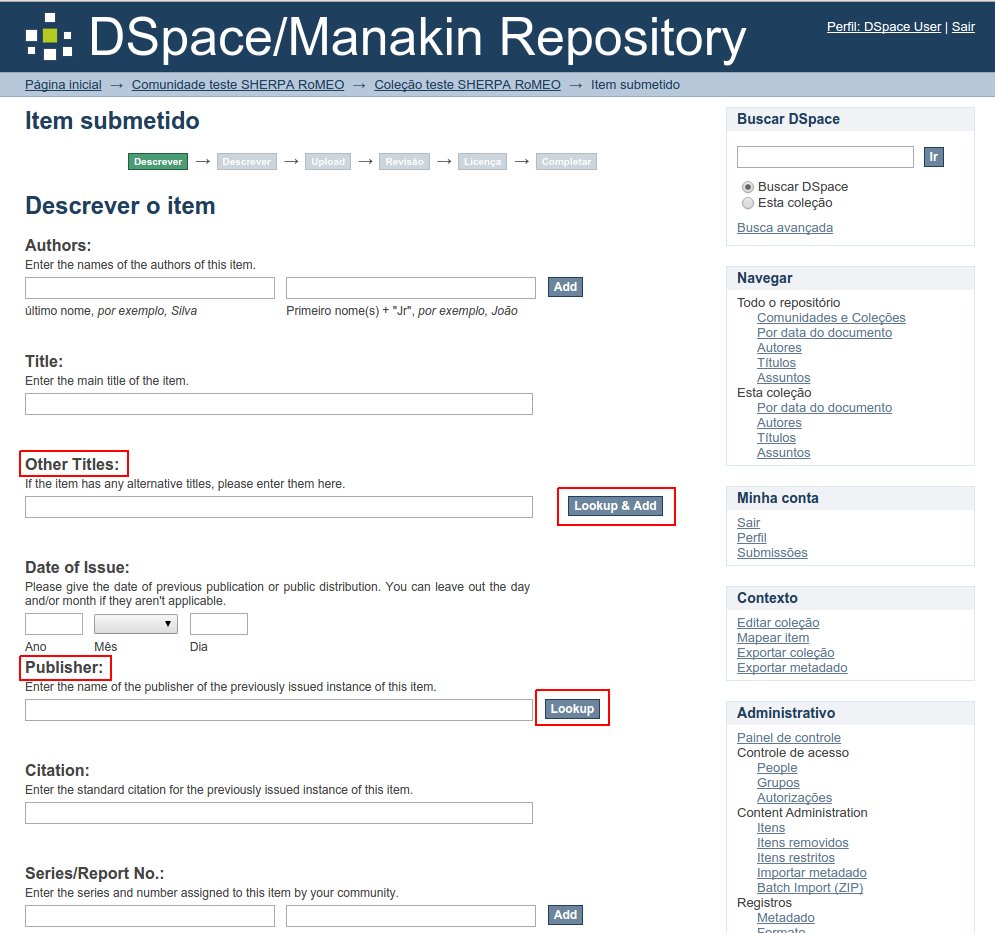 DSpace/Manakin Repository
Perfil: DSpace User | Sair
Página inicial → Comunidade teste SHERPA RoMEO → Coleção teste SHERPA RoMEO → Item submetido
Item submetido
Descrever → Descrever → Upload → Revisão → Licença → Completar
Descrever o item
Authors:
Enter the names of the authors of this item.
Add
último nome, por exemplo, Silva
Primeiro nome(s) + "Jr", por exemplo, João
Title:
Enter the main title of the item.
Other Titles:
If the item has any alternative titles, please enter them here.
Lookup & Add
Date of Issue:
Please give the date of previous publication or public distribution. You can leave out the day
and/or month if they aren't applicable.
Ano
Mês
Dia
Publisher:
Enter the name of the publisher of the previously issued instance of this item.
Lookup
Citation:
Enter the standard citation for the previously issued instance of this item.
Series/Report No.:
Enter the series and number assigned to this item by your community.
Add
Buscar DSpace
Ir
Buscar DSpace
Esta coleção
Busca avançada
Navegar
Todo o repositório
Comunidades e Coleções
Por data do documento
Autores
Títulos
Assuntos
Esta coleção
Por data do documento
Autores
Títulos
Assuntos
Minha conta
Sair
Perfil
Submissões
Contexto
Editar coleção
Mapear item
Exportar coleção
Exportar metadado
Administrativo
Painel de controle
Controle de acesso
People
Grupos
Autorizações
Content Administration
Itens
Itens removidos
Itens restritos
Importar metadado
Batch Import (ZIP)
Registros
Metadado
Formato